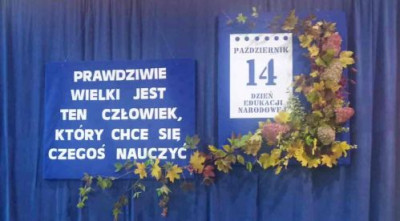 PRAWDZIWIE
WIELKI JEST
TEN CZŁOWIEK,
KTÓRY CHCE SIĘ
CZEGOŚ NAUCZYĆ
PAŹDZIERNIK
14
DZIEŃ
EDUKACJI
NARODOWEJ